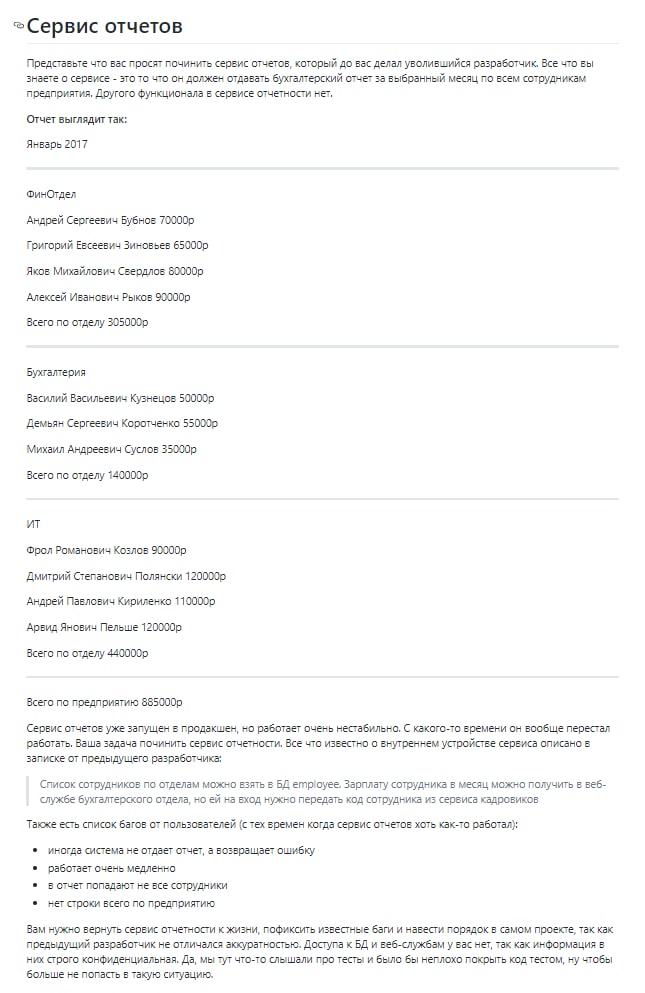 Сервис отчетов
Представьте что вас просят починить сервис отчетов, который до вас делал уволившийся разработчик. Все что вы
знаете о сервисе - это то что он должен отдавать бухгалтерский отчет за выбранный месяц по всем сотрудникам
предприятия. Другого функционала в сервисе отчетности нет.
Отчет выглядит так:
Январь 2017
ФинОтдел
Андрей Сергеевич Бубнов 70000р
Григорий Евсеевич Зиновьев 65000р
Яков Михайлович Свердлов 80000р
Алексей Иванович Рыков 90000р
Всего по отделу 305000р
Бухгалтерия
Василий Васильевич Кузнецов 50000р
Демьян Сергеевич Коротченко 55000р
Михаил Андреевич Суслов 35000р
Всего по отделу 140000р
ИТ
Фрол Романович Козлов 90000р
Дмитрий Степанович Полянски 120000р
Андрей Павлович Кириленко 110000р
Арвид Янович Пельше 120000р
Всего по отделу 440000р
Всего по предприятию 885000р
Сервис отчетов уже запущен в продакшен, но работает очень нестабильно. С какого-то времени он вообще перестал
работать. Ваша задача починить сервис отчетности. Все что известно о внутреннем устройстве сервиса описано в
записке от предыдущего разработчика:
Список сотрудников по отделам можно взять в БД employee. Зарплату сотрудника в месяц можно получить в веб-
службе бухгалтерского отдела, но ей на вход нужно передать код сотрудника из сервиса кадровиков
Также есть список багов от пользователей (с тех времен когда сервис отчетов хоть как-то работал):
• иногда система не отдает отчет, а возвращает ошибку
• работает очень медленно
• в отчет попадают не все сотрудники
• нет строки всего по предприятию
Вам нужно вернуть сервис отчетности к жизни, пофиксить известные баги и навести порядок в самом проекте, так как
предыдущий разработчик не отличался аккуратностью. Доступа к БД и веб-службам у вас нет, так как информация в
них строго конфиденциальная. Да, мы тут что-то слышали про тесты и было бы неплохо покрыть код тестом, ну чтобы
больше не попасть в такую ситуацию.